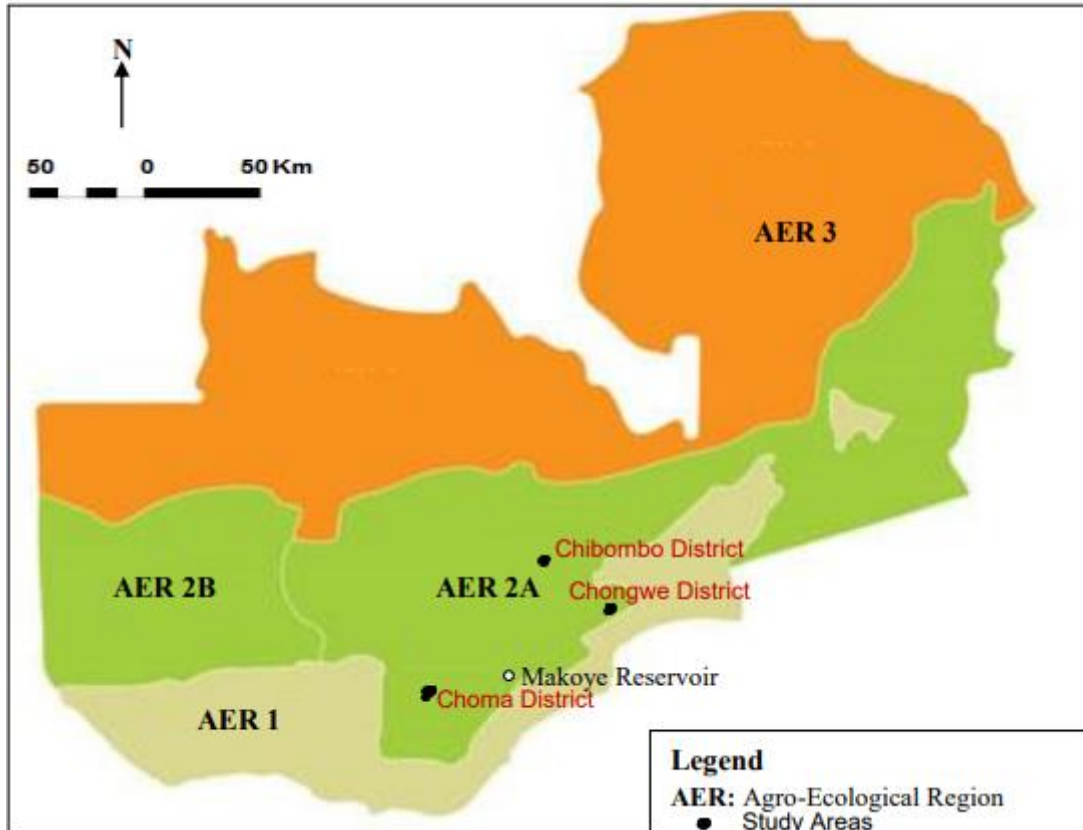 N
50 0 50 Km
AER 3
Chibombo District
AER 2B
AER 2A
Chongwe District
Makoye Reservoir
Choma District
AER 1
Legend
AER: Agro-Ecological Region
Study Areas